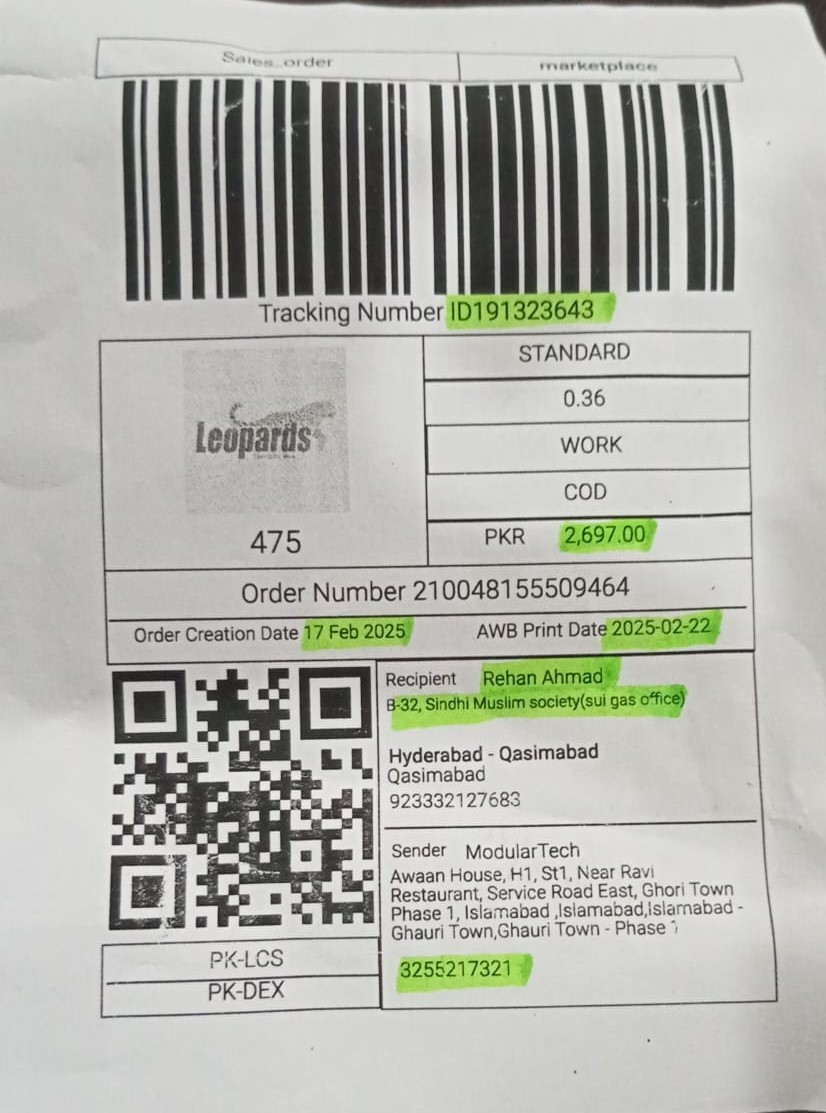 Sales_order
marketplace
Tracking Number ID191323643
Leopards
475
STANDARD
0.36
WORK
COD
PKR 2,697.00
Order Number 210048155509464
Order Creation Date 17 Feb 2025 AWB Print Date 2025-02-22
Recipient Rehan Ahmad
B-32, Sindhi Muslim society(sui gas office)
Hyderabad - Qasimabad
Qasimabad
923332127683
Sender ModularTech
Awaan House, H1, St1, Near Ravi
Restaurant, Service Road East, Ghori Town
Phase 1, Islamabad ,Islamabad,Islamabad -
Ghauri Town,Ghauri Town - Phase 1
3255217321
PK-LCS
PK-DEX